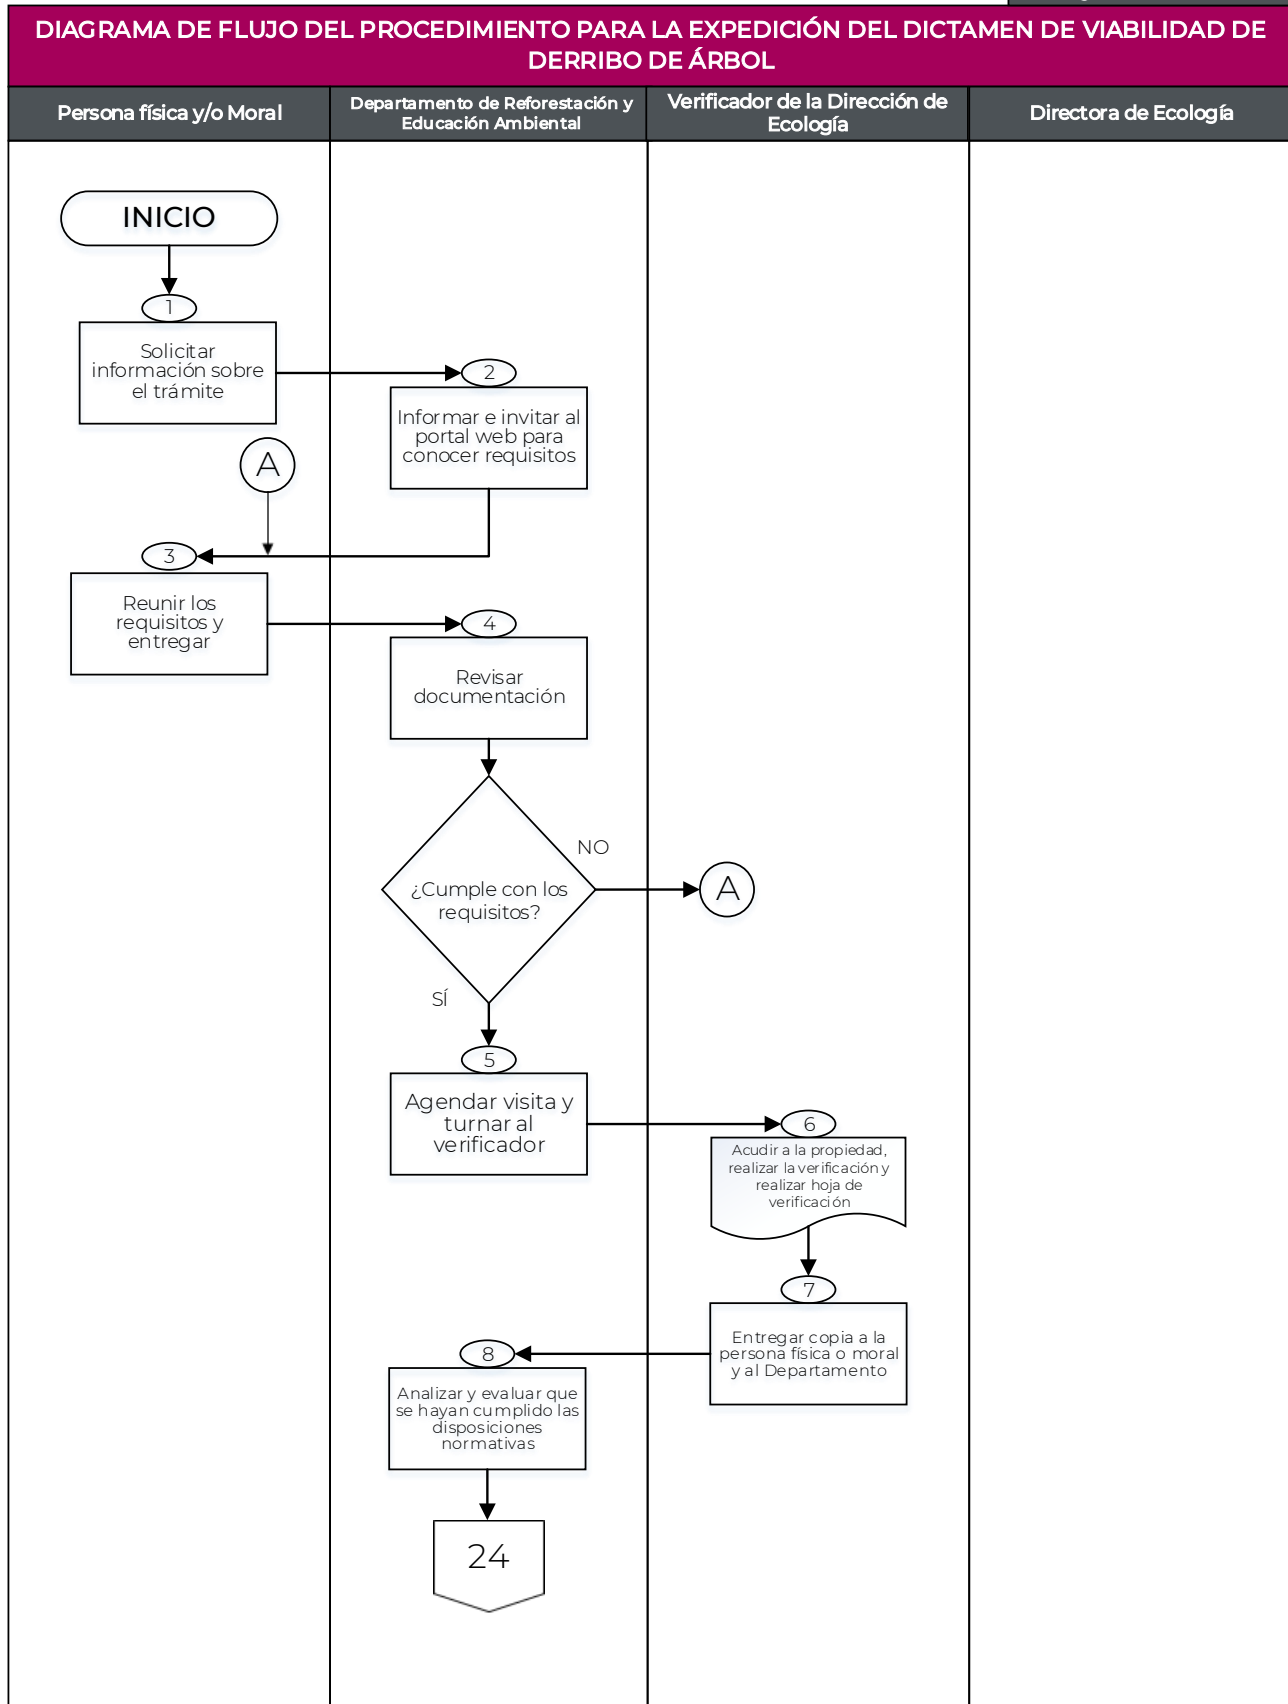 DIAGRAMA DE FLUJO DEL PROCEDIMIENTO PARA LA EXPEDICIÓN DEL DICTAMEN DE VIABILIDAD DE
DERRIBO DE ÁRBOL
Persona física y/o Moral
Departamento de Reforestación y
Educación Ambiental
Verificador de la Dirección de
Ecología
Directora de Ecología
INICIO
1
Solicitar
información sobre
el trámite
2
Informar e invitar al
portal web para
conocer requisitos
A
3
Reunir los
requisitos y
entregar
4
Revisar
documentación
NO
¿Cumple con los
requisitos?
A
SÍ
5
Agendar visita y
turnar al
verificador
6
Acudir a la propiedad,
realizar la verificación y
realizar hoja de
verificación
7
Entregar copia a la
persona física o moral
y al Departamento
8
Analizar y evaluar que
se hayan cumplido las
disposiciones
normativas
24